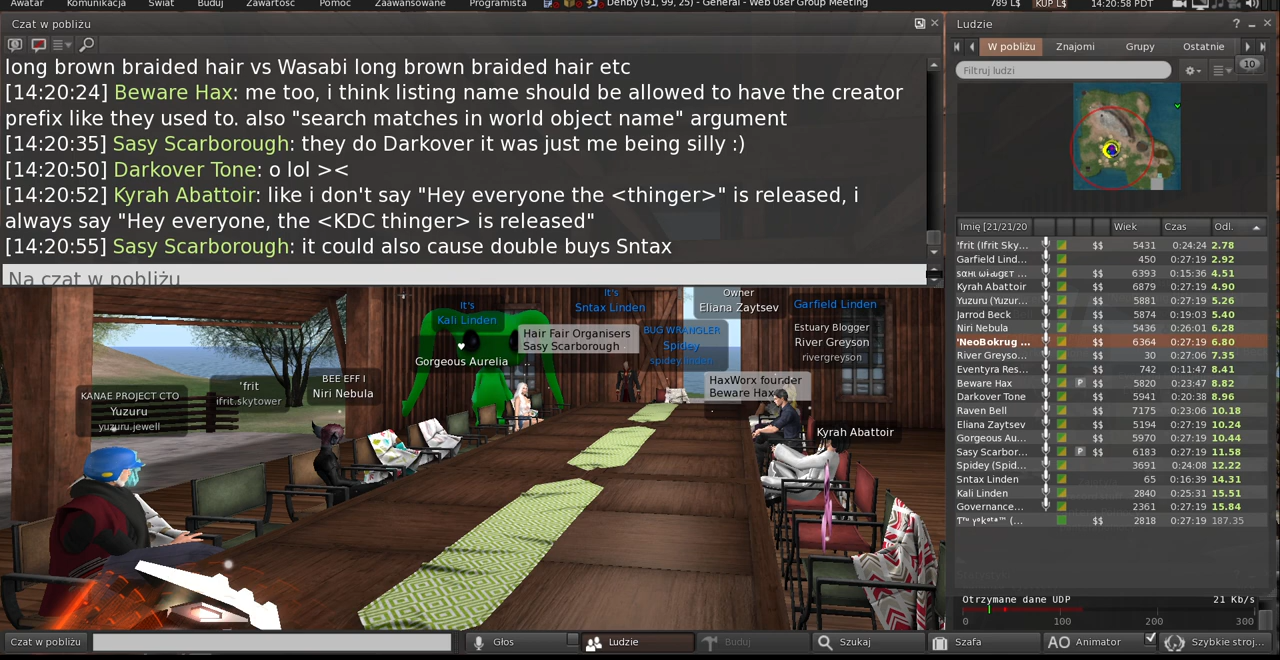 Awatar Komunikacja Świat Buduj Zawartość Pomoc Zaawansowane Programista Denby (91, 99, 25) - General - Web User Group Meeting 789 L$ KUP L$ 14:20:58 PDT
Czat w pobliżu
long brown braided hair vs Wasabi long brown braided hair etc
[14:20:24] Beware Hax: me too, i think listing name should be allowed to have the creator
prefix like they used to. also "search matches in world object name" argument
[14:20:35] Sasy Scarborough: they do Darkover it was just me being silly :)
[14:20:50] Darkover Tone: o lol ><
[14:20:52] Kyrah Abattoir: like i don't say "Hey everyone the <thinger>" is released, i
always say "Hey everyone, the <KDC thinger> is released"
[14:20:55] Sasy Scarborough: it could also cause double buys Sntax
Na czat w pobliżu
It's
Kali Linden
Gorgeous Aurelia
It's
Sntax Linden
Hair Fair Organisers
Sasy Scarborough
Owner
Eliana Zaytsev
BUG WRANGLER
Spidey
spidey.linden
Garfield Linden
Estuary Blogger
River Greyson
rivergreyson
HaxWorx founder
Beware Hax
Kyrah Abattoir
KANAE PROJECT CTO
Yuzuru
yuzuru.jewell
'frit
ifrit.skytower
BEE EFF I
Niri Nebula
Ludzie
W pobliżu Znajomi Grupy Ostatnie
Filtruj ludzi
10
Imię [21/21/20 Wiek Czas Odl.
'frit (Ifrit Sky... $$ 5431 0:24:24 2.78
Garfield Lind... 450 0:27:19 2.92
$$ 6393 0:15:36 4.51
Kyrah Abattoir $$ 6879 0:11:19 4.90
Yuzuru (Yuzur... $$ 5881 0:27:19 5.26
Jarrod Beck $$ 5874 0:19:03 5.40
Niri Nebula $$ 5436 0:26:01 6.28
'NeoBokrug ... $$ 6364 0:27:19 6.80
River Greyso... 30 0:27:06 7.35
Eventyra Res... 742 0:11:47 8.41
Beware Hax P $$ 5820 0:23:47 8.82
Darkover Tone $$ 5941 0:20:38 8.96
Raven Bell $$ 7175 0:23:06 10.18
Eliana Zaytsev $$ 5194 0:27:19 10.24
Gorgeous Au... $$ 5970 0:27:19 10.44
Sasy Scarbor... P $$ 6183 0:27:19 11.58
Spidey (Spid... 3691 0:24:08 12.22
Sntax Linden 65 0:16:39 14.31
Kali Linden 2840 0:25:31 15.51
Governance... 2361 0:27:19 15.84
$$ 2818 0:27:19 187.35
Otrzymane dane UDP 21 Kb/s
0 100 200 300
Czat w pobliżu Głos Ludzie Buduj Szukaj Szafa AO Animator Szybkie stroj...